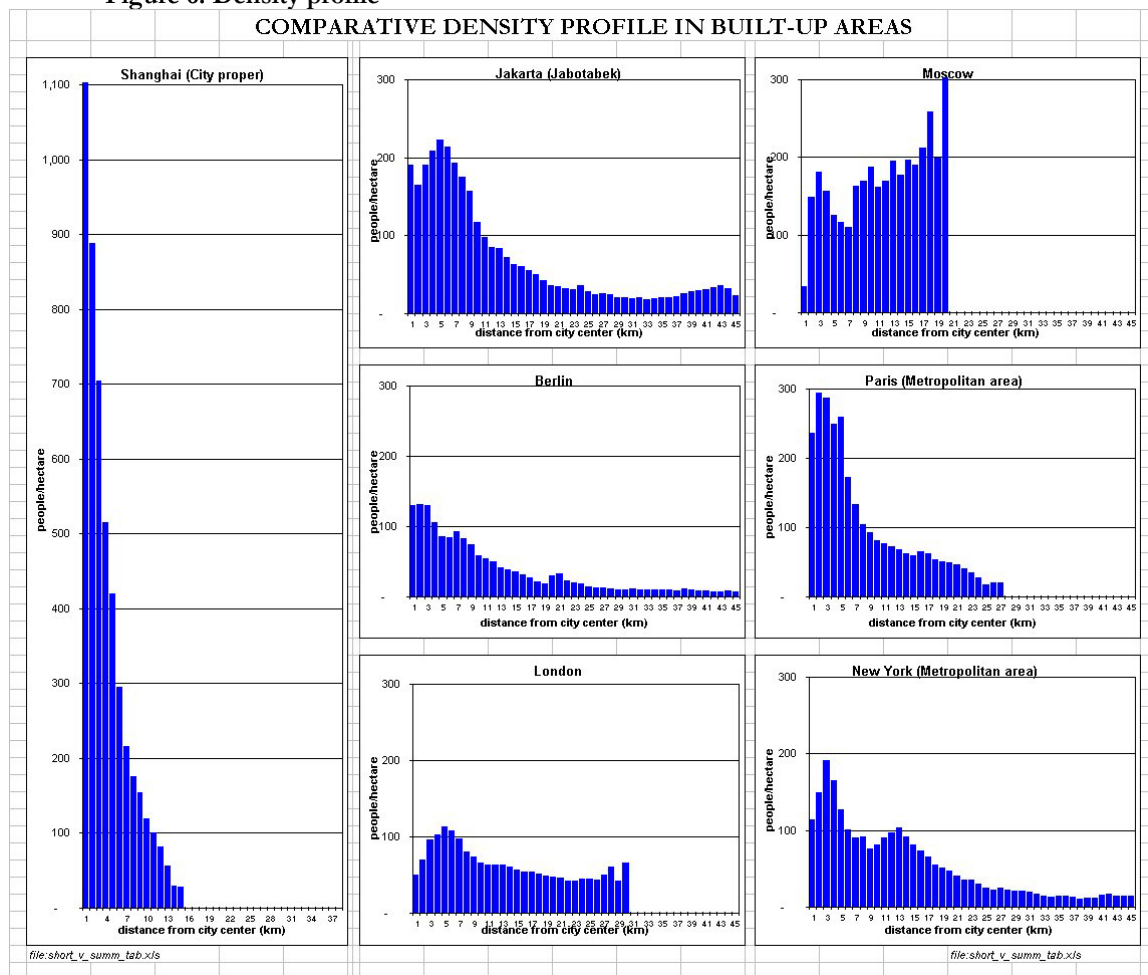 Figure 6. Density profile
COMPARATIVE DENSITY PROFILE IN BUILT-UP AREAS
Shanghai (City proper)
1,100
1,000
900
800
700
600
500
400
300
200
100
-
people/hectare
1 4 7 10 13 16 19 22 25 28 31 34 37
distance from city center (km)
Jakarta (Jabotabek)
300
200
100
-
people/hectare
1 3 5 7 9 11 13 15 17 19 21 23 25 27 29 31 33 35 37 39 41 43 45
distance from city center (km)
Moscow
300
200
100
-
people/hectare
1 3 5 7 9 11 13 15 17 19 21 23 25 27 29 31 33 35 37 39 41 43 45
distance from city center (km)
Berlin
300
200
100
-
people/hectare
1 3 5 7 9 11 13 15 17 19 21 23 25 27 29 31 33 35 37 39 41 43 45
distance from city center (km)
Paris (Metropolitan area)
300
200
100
-
people/hectare
1 3 5 7 9 11 13 15 17 19 21 23 25 27 29 31 33 35 37 39 41 43 45
distance from city center (km)
London
300
200
100
-
people/hectare
1 3 5 7 9 11 13 15 17 19 21 23 25 27 29 31 33 35 37 39 41 43 45
distance from city center (km)
New York (Metropolitan area)
300
200
100
-
people/hectare
1 3 5 7 9 11 13 15 17 19 21 23 25 27 29 31 33 35 37 39 41 43 45
distance from city center (km)
file:short_v_summ_tab.xls
file:short_v_summ_tab.xls